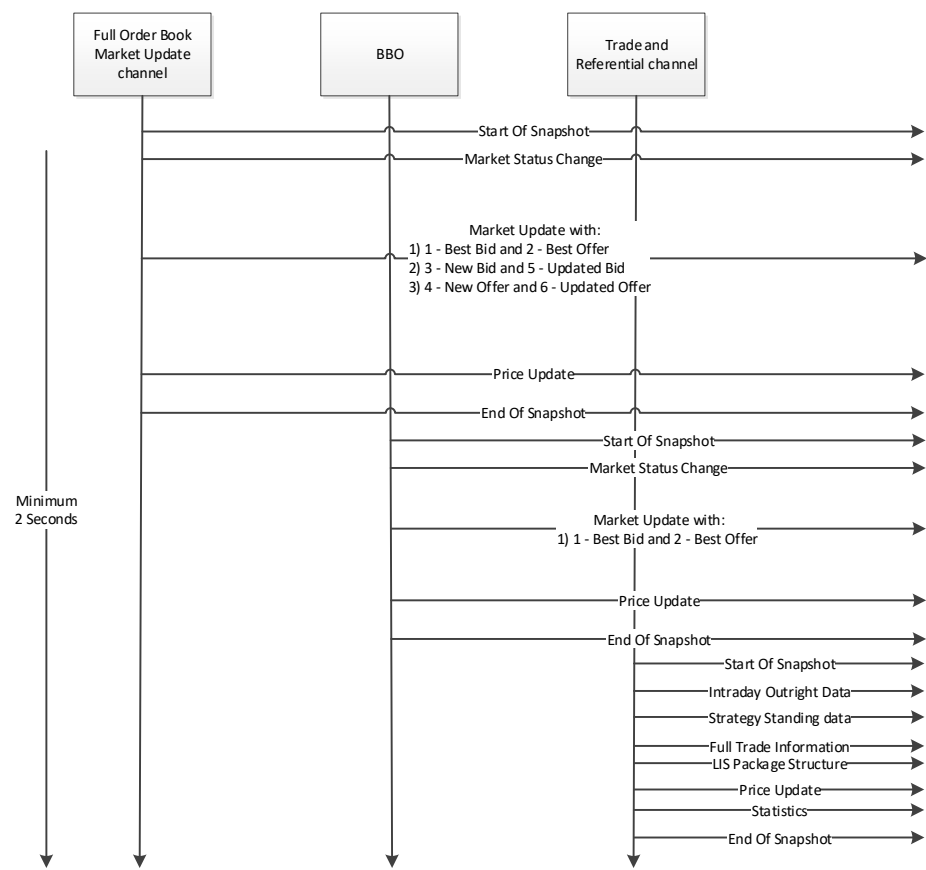 Full Order Book
Market Update
channel
BBO
Trade and
Referential channel
Start Of Snapshot
Market Status Change
Market Update with:
1) 1 - Best Bid and 2 - Best Offer
2) 3 - New Bid and 5 - Updated Bid
3) 4 - New Offer and 6 - Updated Offer
Price Update
End Of Snapshot
Start Of Snapshot
Market Status Change
Minimum
2 Seconds
Market Update with:
1) 1 - Best Bid and 2 - Best Offer
Price Update
End Of Snapshot
Start Of Snapshot
Intraday Outright Data
Strategy Standing data
Full Trade Information
LIS Package Structure
Price Update
Statistics
End Of Snapshot